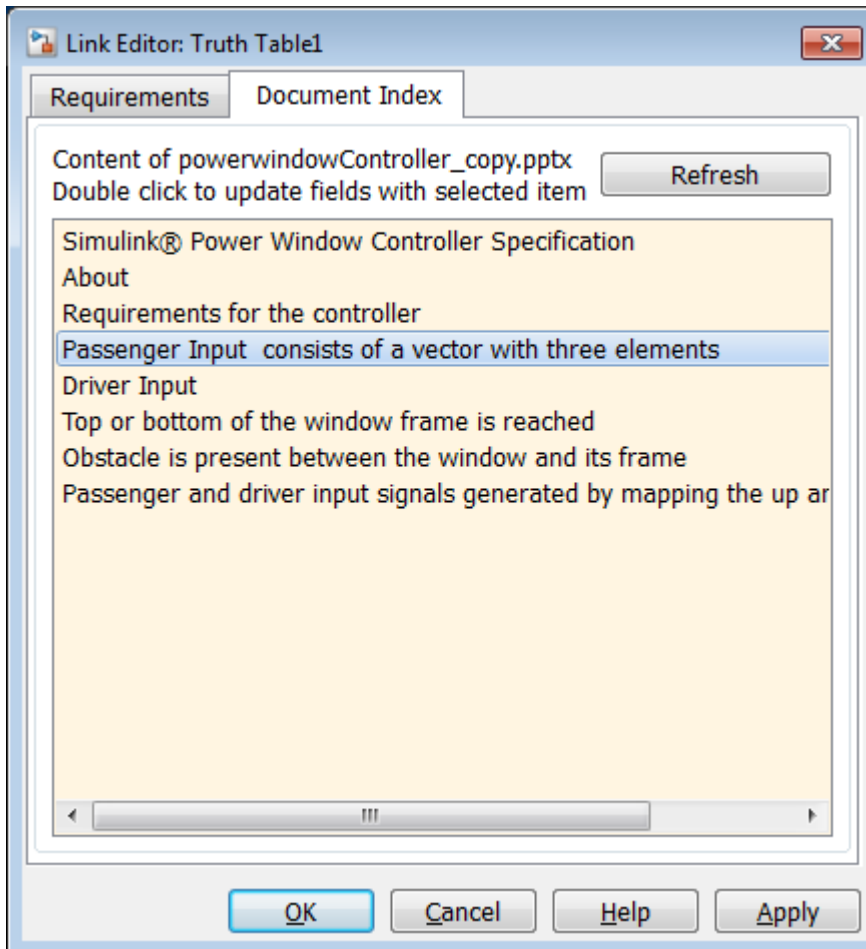 Link Editor: Truth Table1
Requirements
Document Index
Content of powerwindowController_copy.pptx
Double click to update fields with selected item
Refresh
Simulink® Power Window Controller Specification
About
Requirements for the controller
Passenger Input  consists of a vector with three elements
Driver Input
Top or bottom of the window frame is reached
Obstacle is present between the window and its frame
Passenger and driver input signals generated by mapping the up ar
OK
Cancel
Help
Apply